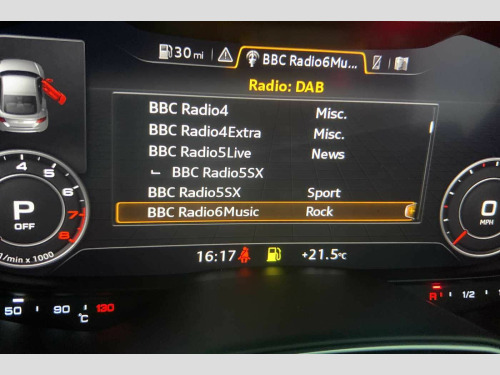 30 mi BBC Radio6Mu...
Radio: DAB
BBC Radio4 Misc.
BBC Radio4Extra Misc.
BBC Radio5Live News
BBC Radio5SX
BBC Radio5SX Sport
BBC Radio6Music Rock
4 5 6 7 8
P
OFF
1/min x 1000
0
MPH
16:17 +21.5°C
50 90 130
°C
R 1/2